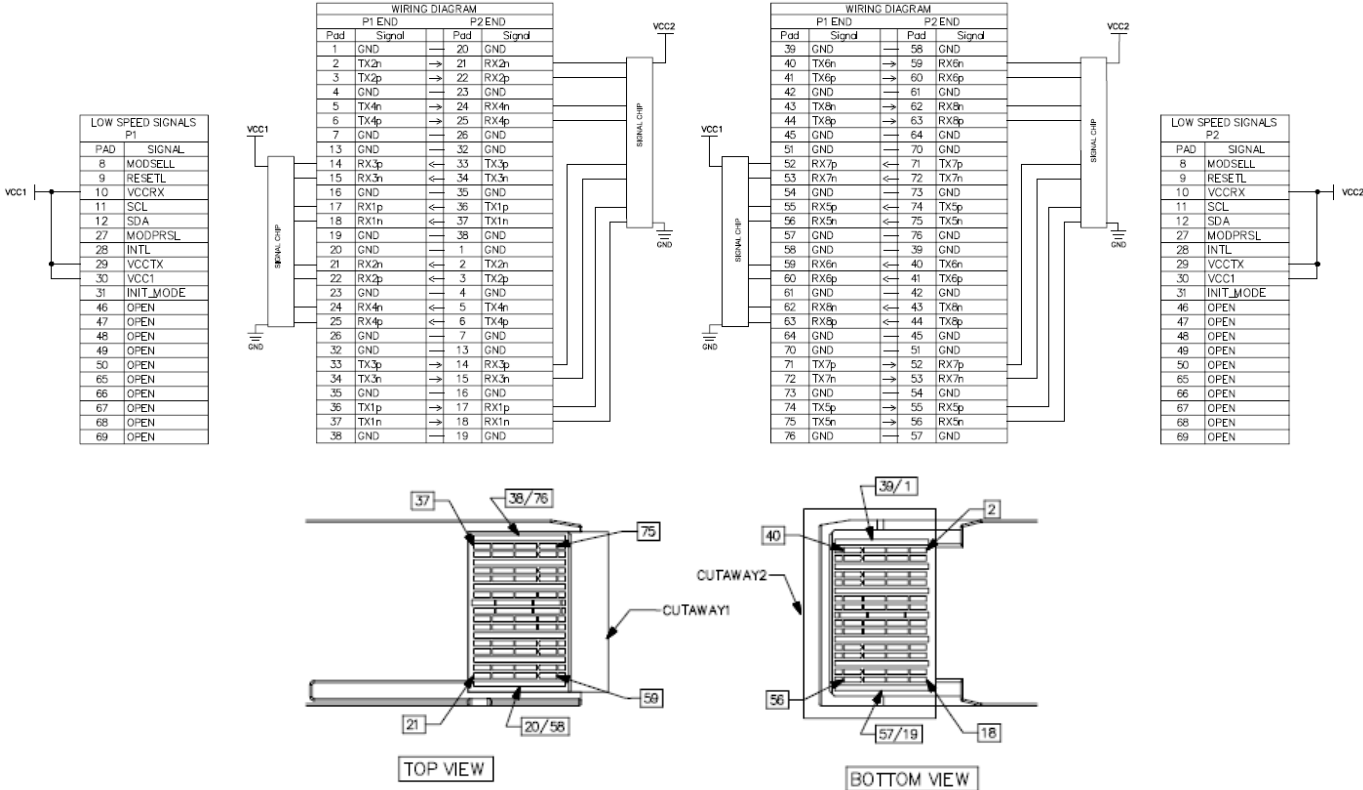 WIRING DIAGRAM
P1 END P2 END
Pad Signal Pad Signal
1 GND — 20 GND
2 TX2n → 21 RX2n
3 TX2p → 22 RX2p
4 GND — 23 GND
5 TX4n → 24 RX4n
6 TX4p → 25 RX4p
7 GND — 26 GND
13 GND — 32 GND
14 RX3p ← 33 TX3p
15 RX3n ← 34 TX3n
16 GND — 35 GND
17 RX1p ← 36 TX1p
18 RX1n ← 37 TX1n
19 GND — 38 GND
20 GND — 1 GND
21 RX2n ← 2 TX2n
22 RX2p ← 3 TX2p
23 GND — 4 GND
24 RX4n ← 5 TX4n
25 RX4p ← 6 TX4p
26 GND — 7 GND
32 GND — 13 GND
33 TX3p → 14 RX3p
34 TX3n → 15 RX3n
35 GND — 16 GND
36 TX1p → 17 RX1p
37 TX1n → 18 RX1n
38 GND — 19 GND
VCC2
SIGNAL CHIP
GND
VCC1
SIGNAL CHIP
GND
LOW SPEED SIGNALS
P1
PAD SIGNAL
8 MODSELL
9 RESETL
10 VCCRX
11 SCL
12 SDA
27 MODPRSL
28 INTL
29 VCCTX
30 VCC1
31 INIT_MODE
46 OPEN
47 OPEN
48 OPEN
49 OPEN
50 OPEN
65 OPEN
66 OPEN
67 OPEN
68 OPEN
69 OPEN
VCC1
WIRING DIAGRAM
P1 END P2 END
Pad Signal Pad Signal
39 GND — 58 GND
40 TX6n → 59 RX6n
41 TX6p → 60 RX6p
42 GND — 61 GND
43 TX8n → 62 RX8n
44 TX8p → 63 RX8p
45 GND — 64 GND
51 GND — 70 GND
52 RX7p ← 71 TX7p
53 RX7n ← 72 TX7n
54 GND — 73 GND
55 RX5p ← 74 TX5p
56 RX5n ← 75 TX5n
57 GND — 76 GND
58 GND — 39 GND
59 RX6n ← 40 TX6n
60 RX6p ← 41 TX6p
61 GND — 42 GND
62 RX8n ← 43 TX8n
63 RX8p ← 44 TX8p
64 GND — 45 GND
70 GND — 51 GND
71 TX7p → 52 RX7p
72 TX7n → 53 RX7n
73 GND — 54 GND
74 TX5p → 55 RX5p
75 TX5n → 56 RX5n
76 GND — 57 GND
VCC2
SIGNAL CHIP
GND
VCC1
SIGNAL CHIP
GND
LOW SPEED SIGNALS
P2
PAD SIGNAL
8 MODSELL
9 RESETL
10 VCCRX
11 SCL
12 SDA
27 MODPRSL
28 INTL
29 VCCTX
30 VCC1
31 INIT_MODE
46 OPEN
47 OPEN
48 OPEN
49 OPEN
50 OPEN
65 OPEN
66 OPEN
67 OPEN
68 OPEN
69 OPEN
VCC2
37
38/76
75
CUTAWAY1
21
20/58
59
TOP VIEW
39/1
2
40
CUTAWAY2
56
57/19
18
BOTTOM VIEW